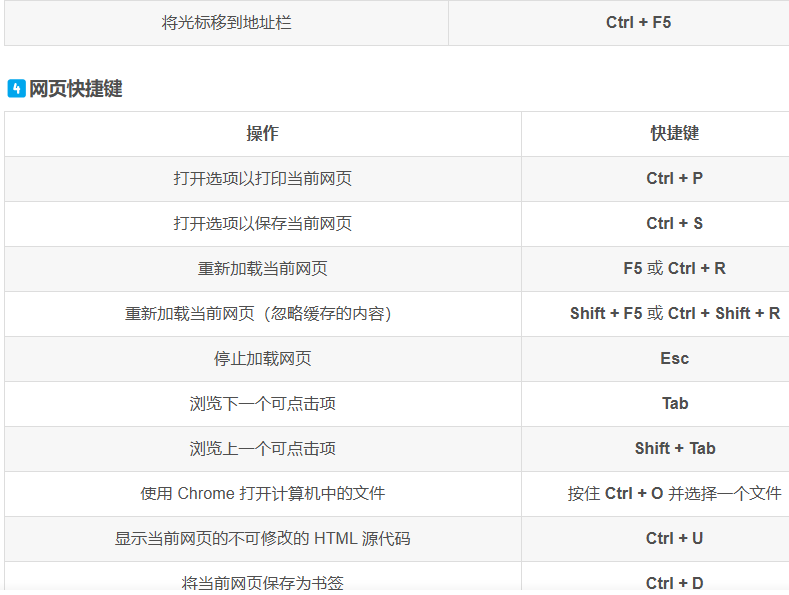 将光标移到地址栏 Ctrl + F5
4 网页快捷键
操作 快捷键
打开选项以打印当前网页 Ctrl + P
打开选项以保存当前网页 Ctrl + S
重新加载当前网页 F5 或 Ctrl + R
重新加载当前网页（忽略缓存的内容） Shift + F5 或 Ctrl + Shift + R
停止加载网页 Esc
浏览下一个可点击项 Tab
浏览上一个可点击项 Shift + Tab
使用 Chrome 打开计算机中的文件 按住 Ctrl + O 并选择一个文件
显示当前网页的不可修改的 HTML 源代码 Ctrl + U
将当前网页保存为书签 Ctrl + D